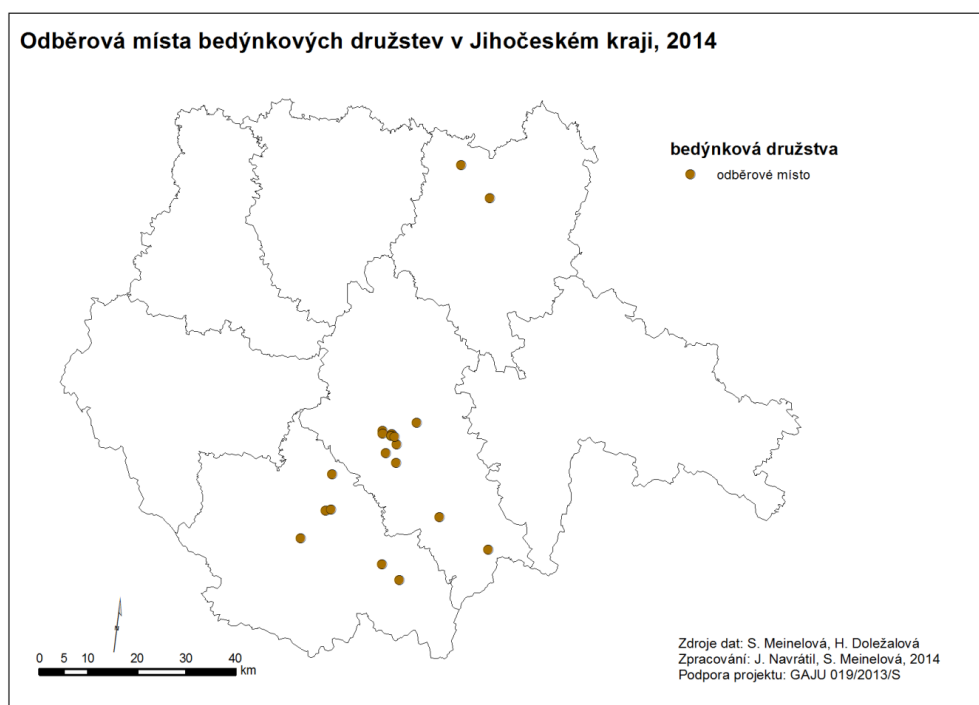 Odběrová místa bedýnkových družstev v Jihočeském kraji, 2014
bedýnková družstva
odběrové místo
0 5 10 20 30 40
km
Zdroje dat: S. Meinelová, H. Doležalová
Zpracování: J. Navrátil, S. Meinelová, 2014
Podpora projektu: GAJU 019/2013/S